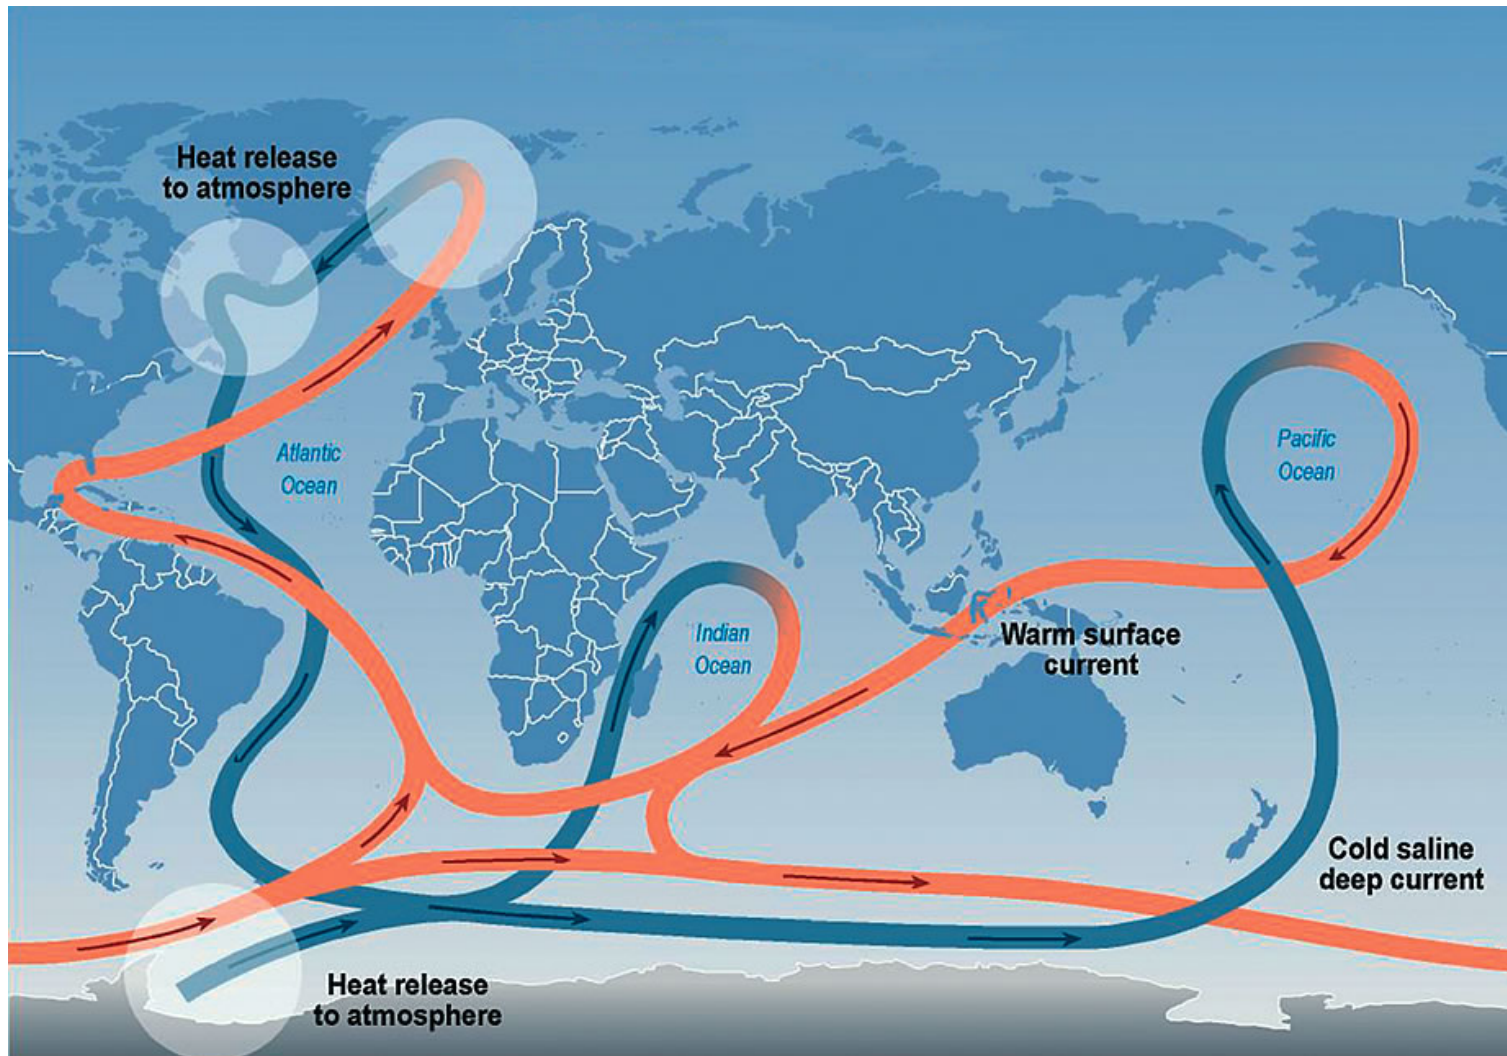 Heat release
to atmosphere
Atlantic
Ocean
Pacific
Ocean
Indian
Ocean
Warm surface
current
Cold saline
deep current
Heat release
to atmosphere